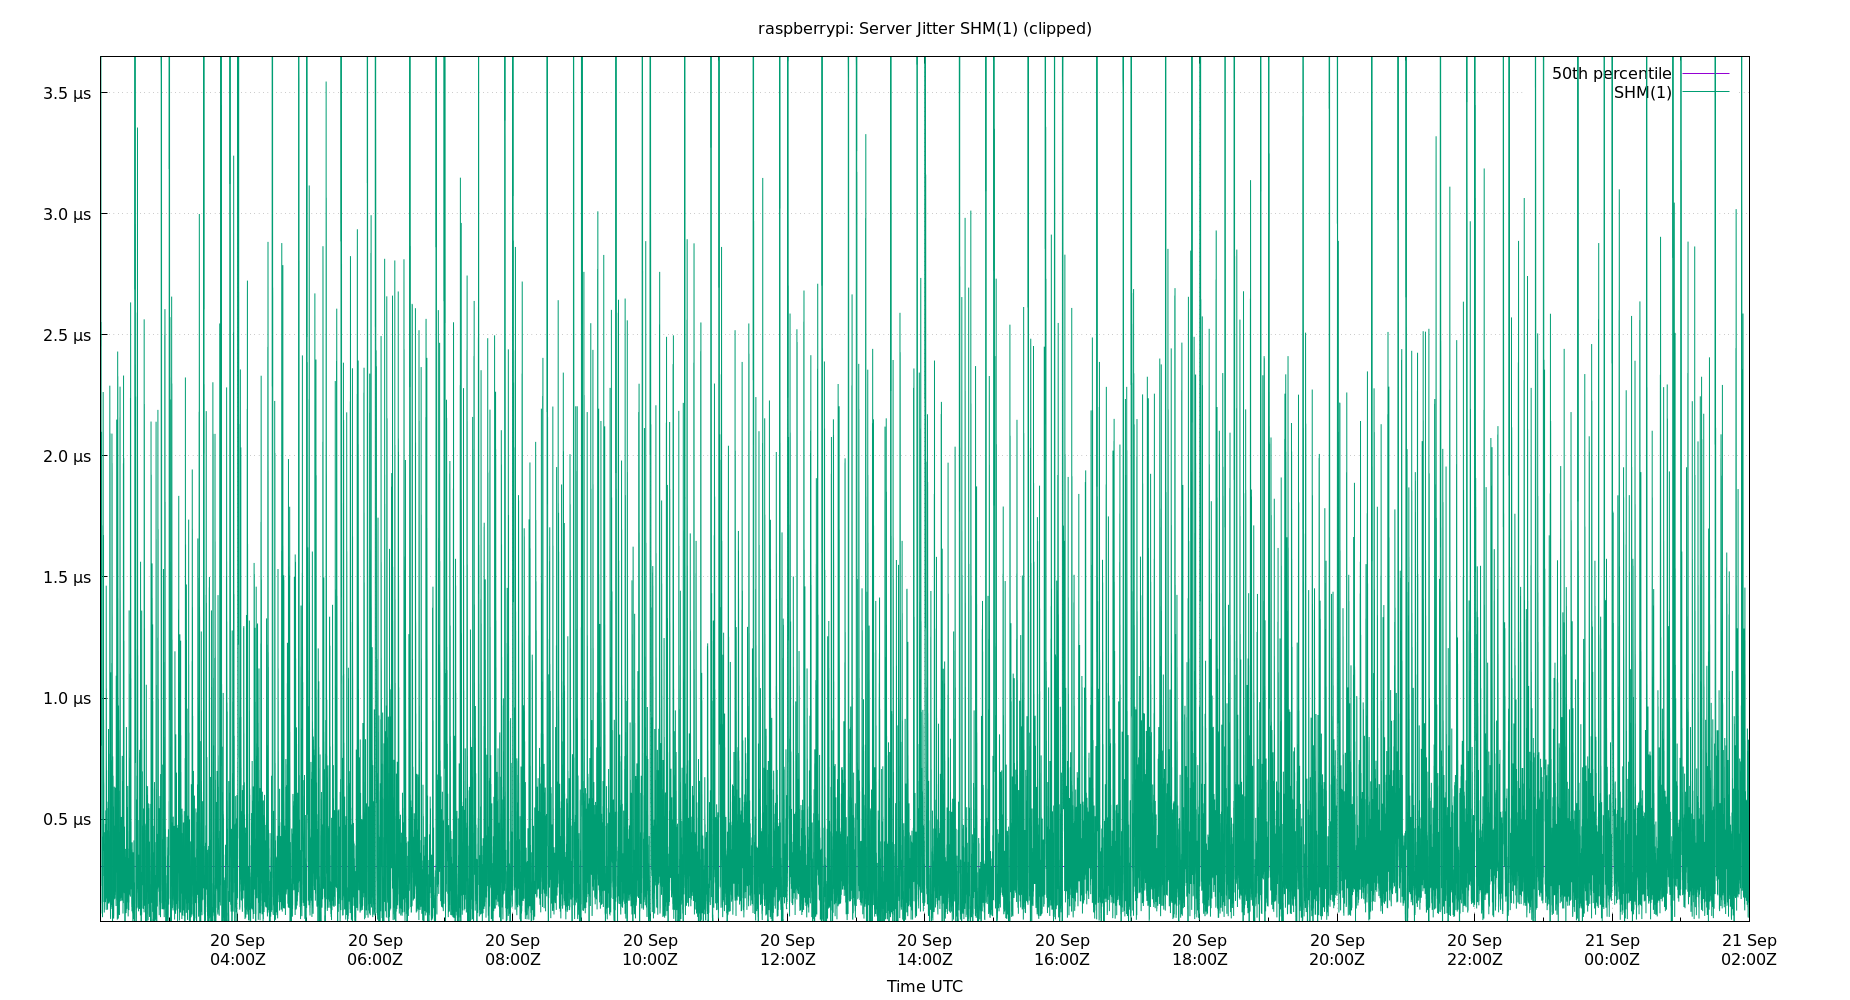 raspberrypi: Server Jitter SHM(1) (clipped)
50th percentile
SHM(1)
3.5 μs
3.0 μs
2.5 μs
2.0 μs
1.5 μs
1.0 μs
0.5 μs
20 Sep 20 Sep 20 Sep 20 Sep 20 Sep 20 Sep 20 Sep 20 Sep 20 Sep 20 Sep 21 Sep 21 Sep
04:00Z 06:00Z 08:00Z 10:00Z 12:00Z 14:00Z 16:00Z 18:00Z 20:00Z 22:00Z 00:00Z 02:00Z
Time UTC